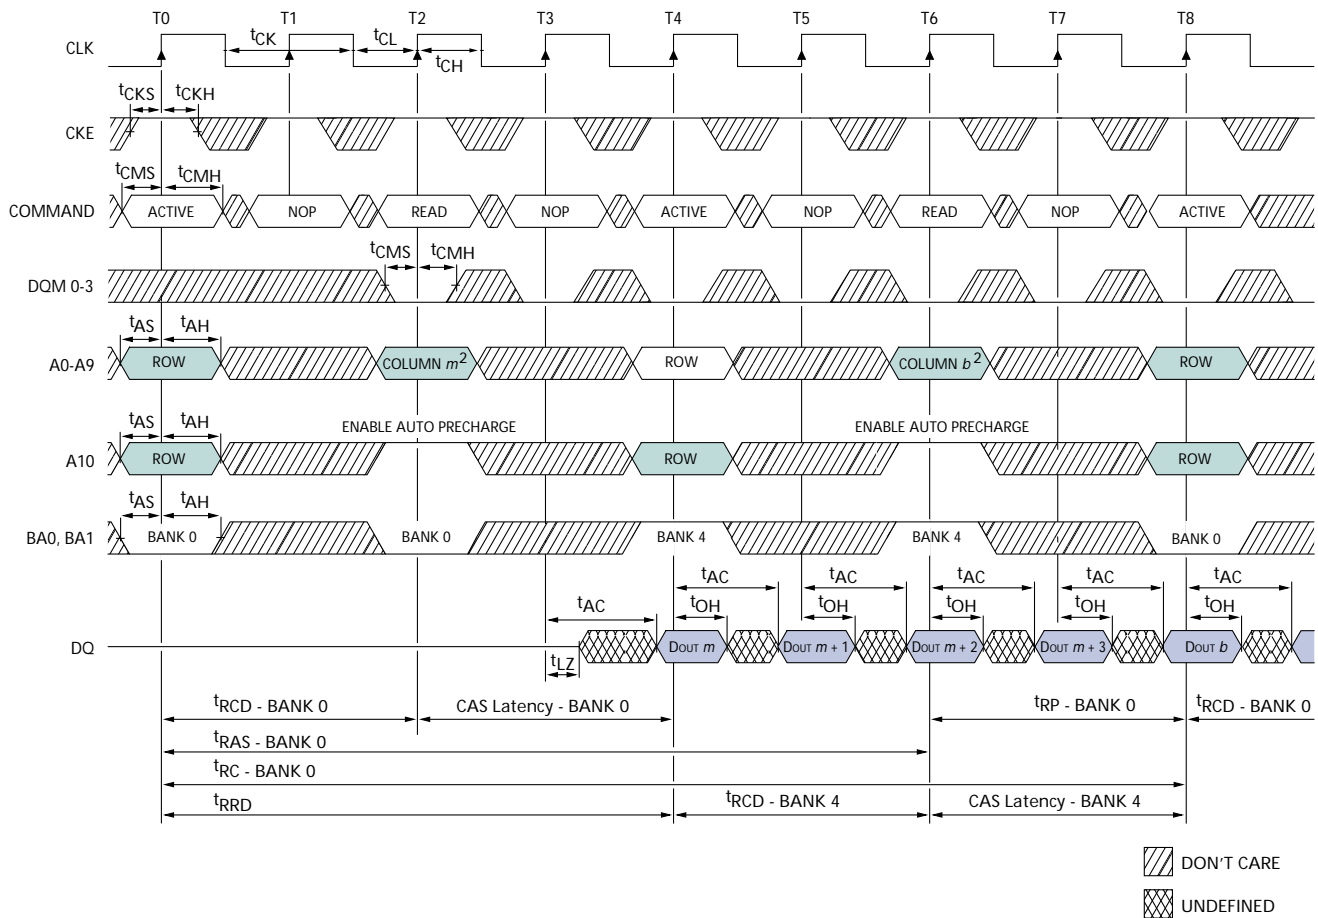 T0 T1 T2 T3 T4 T5 T6 T7 T8
CLK
tCK tCL
tCH
tCKS tCKH
CKE
tCMS tCMH
COMMAND ACTIVE NOP READ NOP ACTIVE NOP READ NOP ACTIVE
tCMS tCMH
DQM 0-3
tAS tAH
A0-A9 ROW COLUMN m2 ROW COLUMN b2 ROW
tAS tAH
ENABLE AUTO PRECHARGE ENABLE AUTO PRECHARGE
A10 ROW ROW ROW
tAS tAH
BA0, BA1 BANK 0 BANK 0 BANK 4 BANK 4 BANK 0
tAC tAC tAC tAC tAC
tAC tOH tOH tOH tOH tOH
DQ DOUT m DOUT m + 1 DOUT m + 2 DOUT m + 3 DOUT b
tLZ
tRCD - BANK 0 CAS Latency - BANK 0 tRP - BANK 0 tRCD - BANK 0
tRAS - BANK 0
tRC - BANK 0
tRRD tRCD - BANK 4 CAS Latency - BANK 4
DON'T CARE
UNDEFINED